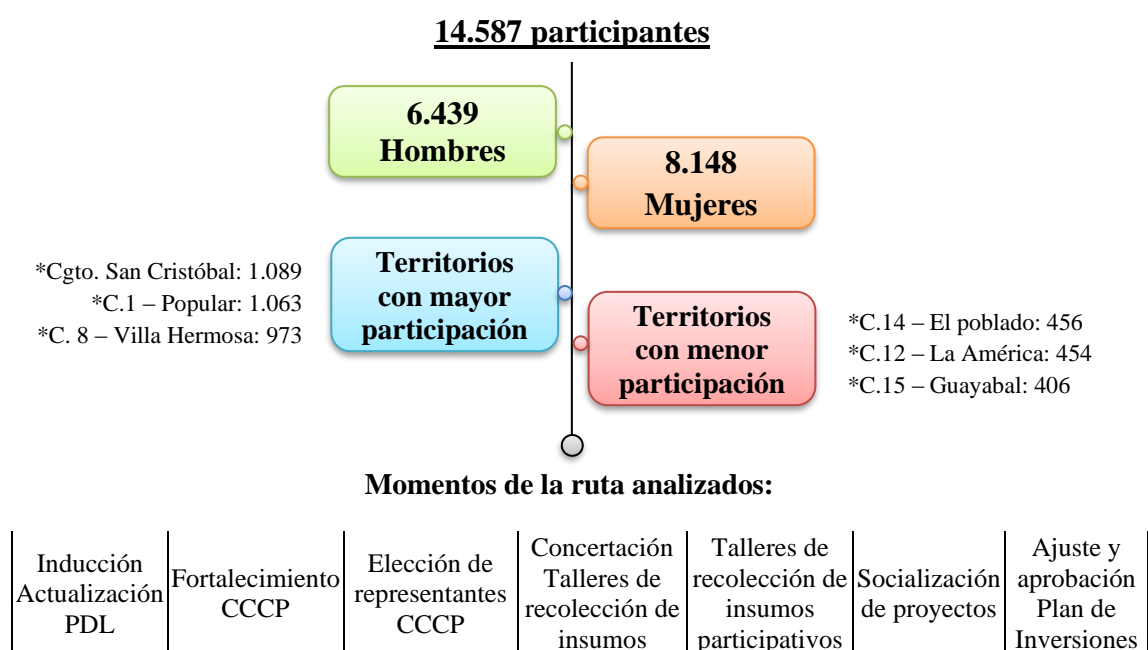 14.587 participantes
6.439
Hombres
8.148
Mujeres
Territorios
con mayor
participación
*Cgto. San Cristóbal: 1.089
*C.1 – Popular: 1.063
*C. 8 – Villa Hermosa: 973
Territorios
con menor
participación
*C.14 – El poblado: 456
*C.12 – La América: 454
*C.15 – Guayabal: 406
Momentos de la ruta analizados:
Inducción
Actualización
PDL
Fortalecimiento
CCCP
Elección de
representantes
CCCP
Concertación
Talleres de
recolección de
insumos
Talleres de
recolección de
insumos
participativos
Socialización
de proyectos
Ajuste y
aprobación
Plan de
Inversiones